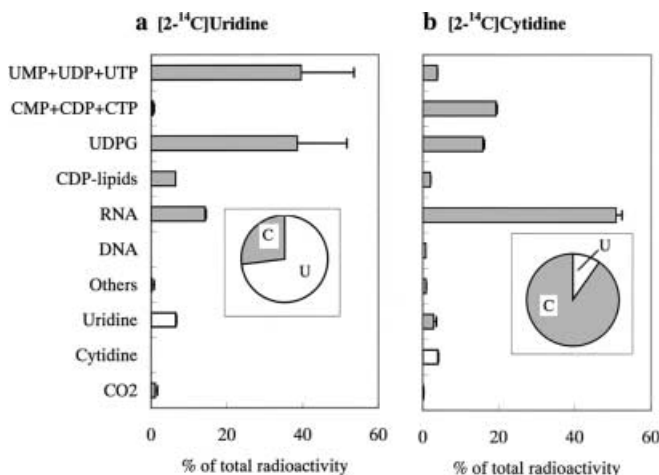 a [2-¹⁴C]Uridine
b [2-¹⁴C]Cytidine
UMP+UDP+UTP
CMP+CDP+CTP
UDPG
CDP-lipids
RNA
DNA
Others
Uridine
Cytidine
CO2
C
U
U
C
0 20 40 60
0 20 40 60
% of total radioactivity
% of total radioactivity